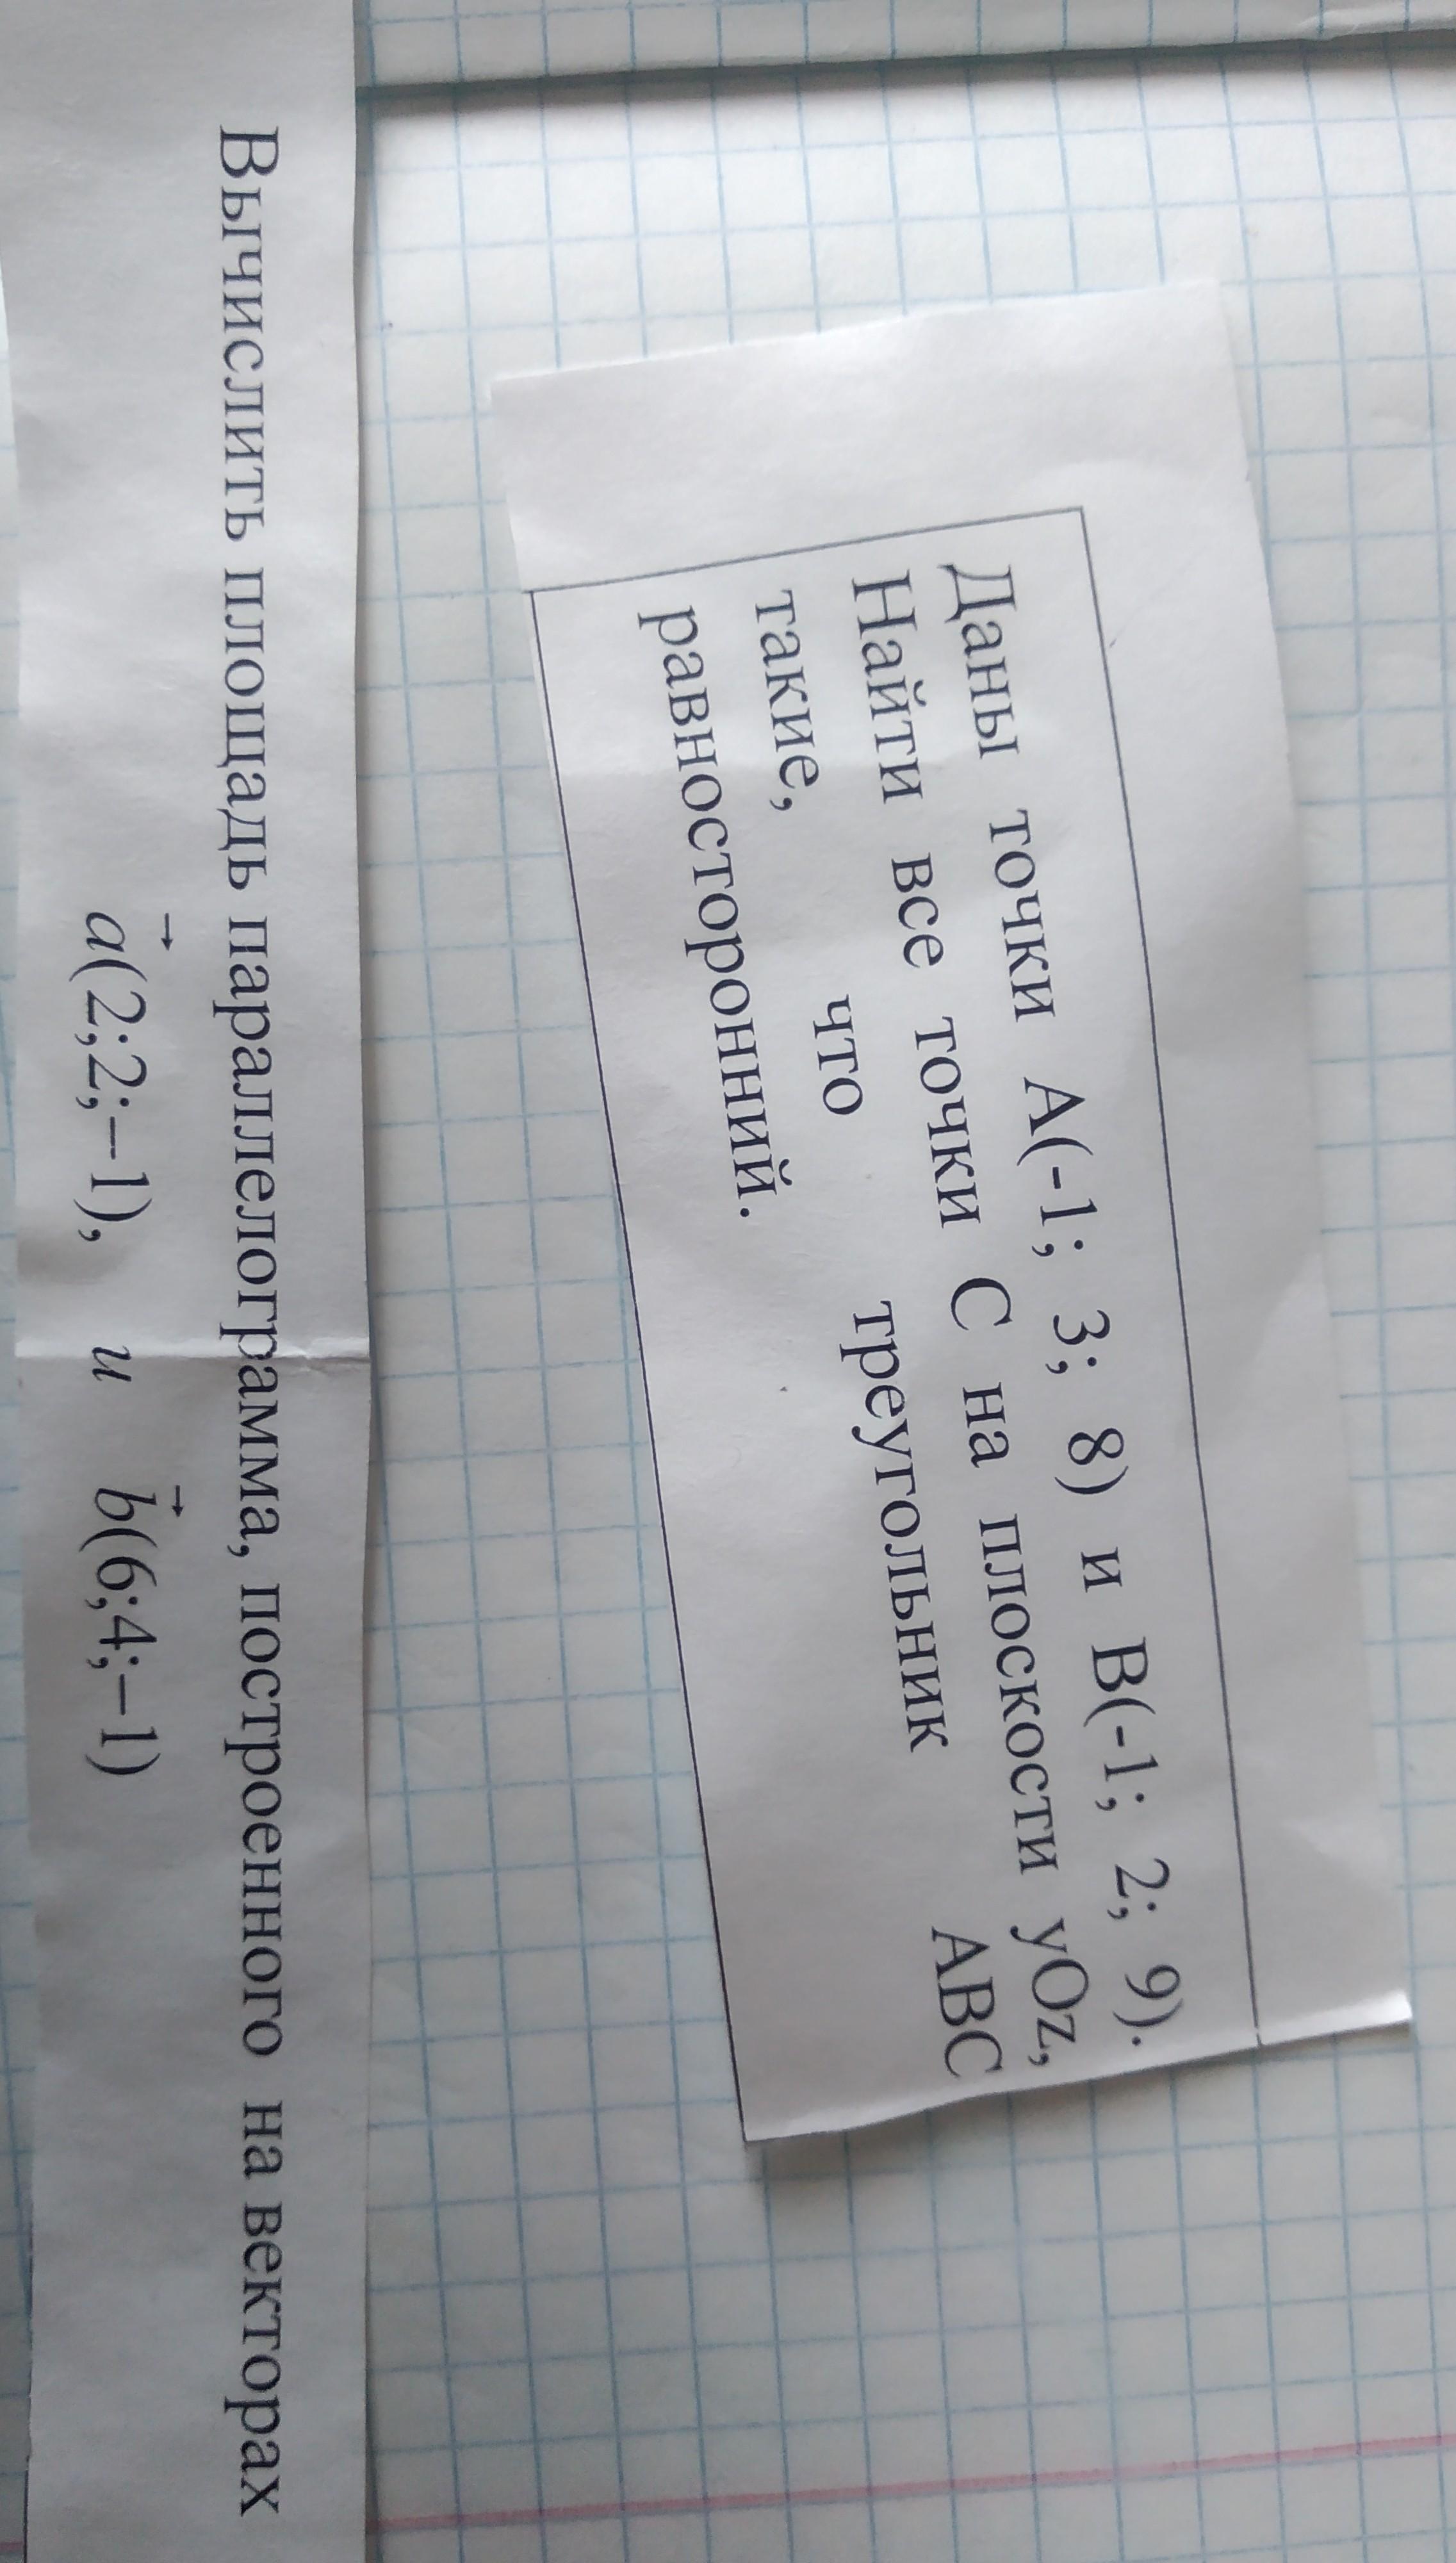 Даны точки А(-1; 3; 8) и В(-1; 2; 9).
Найти все точки С на плоскости yOz,
такие, что треугольник АВС
равносторонний.
Вычислить площадь параллелограмма, построенного на векторах
a⃗(2;2;–1), и b⃗(6;4;–1)